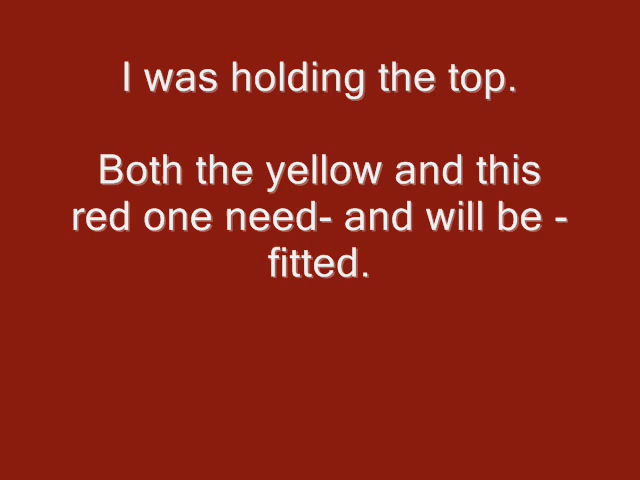 I was holding the top.
Both the yellow and this
red one need- and will be -
fitted.